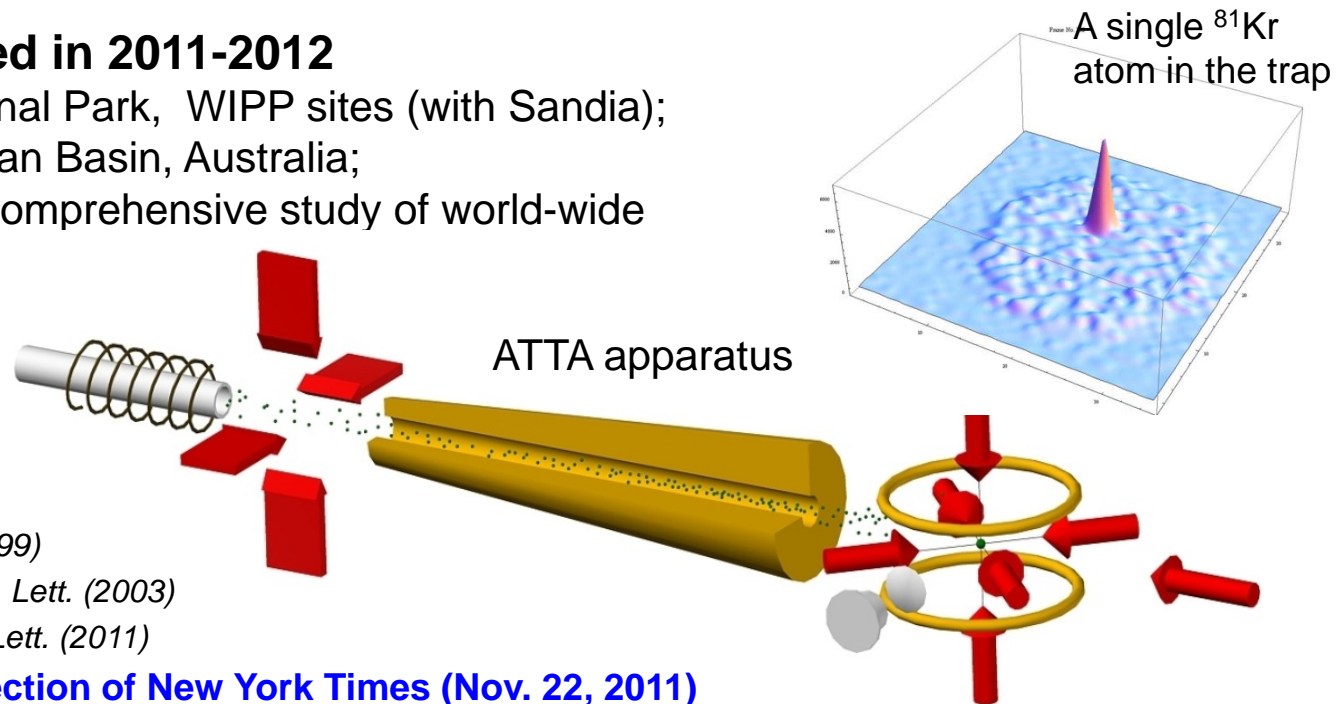 ed in 2011-2012
nal Park, WIPP sites (with Sandia);
an Basin, Australia;
omprehensive study of world-wide
A single ⁸¹Kr
atom in the trap
ATTA apparatus
99)
Lett. (2003)
ett. (2011)
ection of New York Times (Nov. 22, 2011)